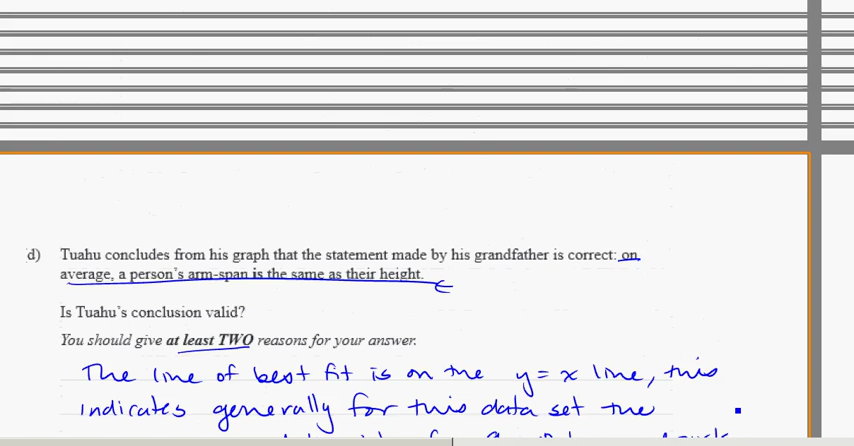 d) Tuahu concludes from his graph that the statement made by his grandfather is correct: on
average, a person's arm-span is the same as their height.
Is Tuahu's conclusion valid?
You should give at least TWO reasons for your answer.
The line of best fit is on the y = x line, this
indicates generally for this data set the